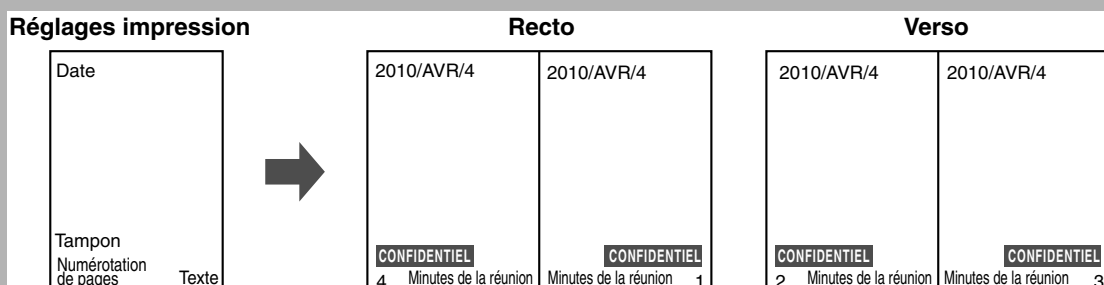 Réglages impression
Date
Tampon
Numérotation
de pages
Texte
Recto
2010/AVR/4
2010/AVR/4
CONFIDENTIEL
CONFIDENTIEL
4 Minutes de la réunion
Minutes de la réunion 1
Verso
2010/AVR/4
2010/AVR/4
CONFIDENTIEL
CONFIDENTIEL
2 Minutes de la réunion
Minutes de la réunion 3